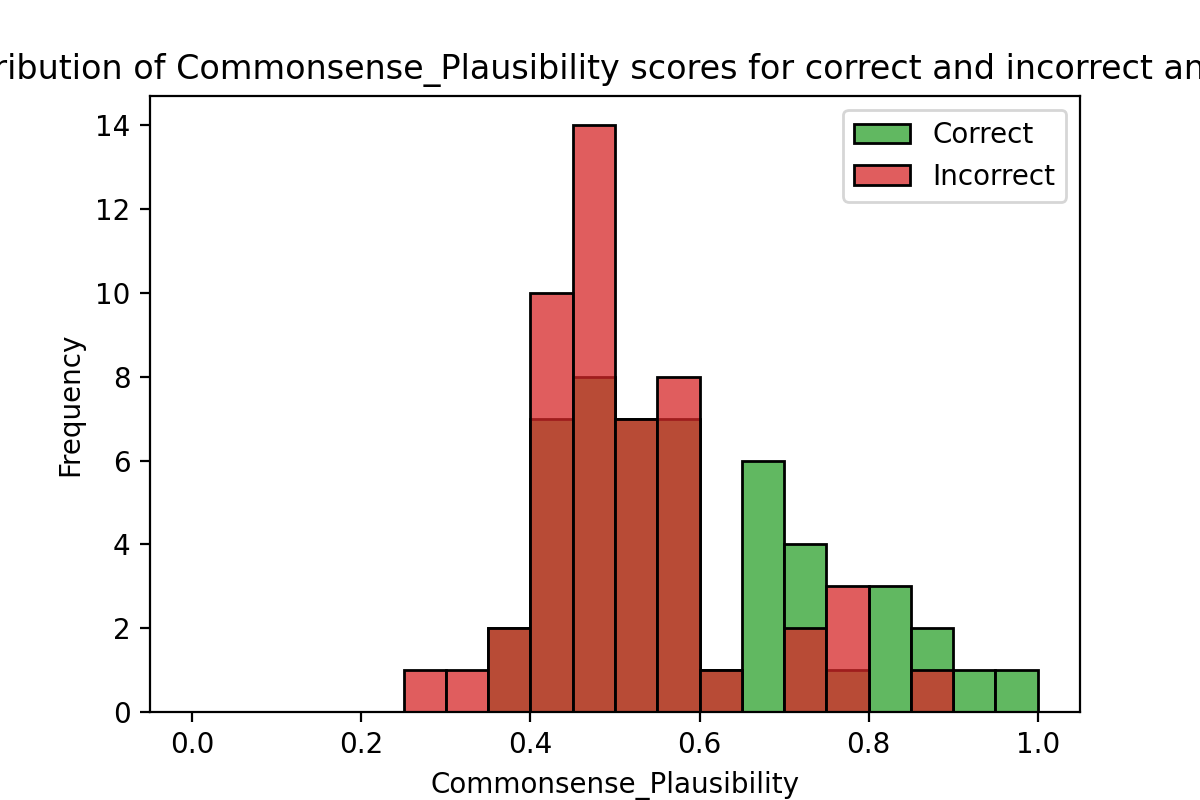 ribution of Commonsense_Plausibility scores for correct and incorrect an
Correct
Incorrect
14
12
10
8
6
4
2
0
Frequency
0.0 0.2 0.4 0.6 0.8 1.0
Commonsense_Plausibility